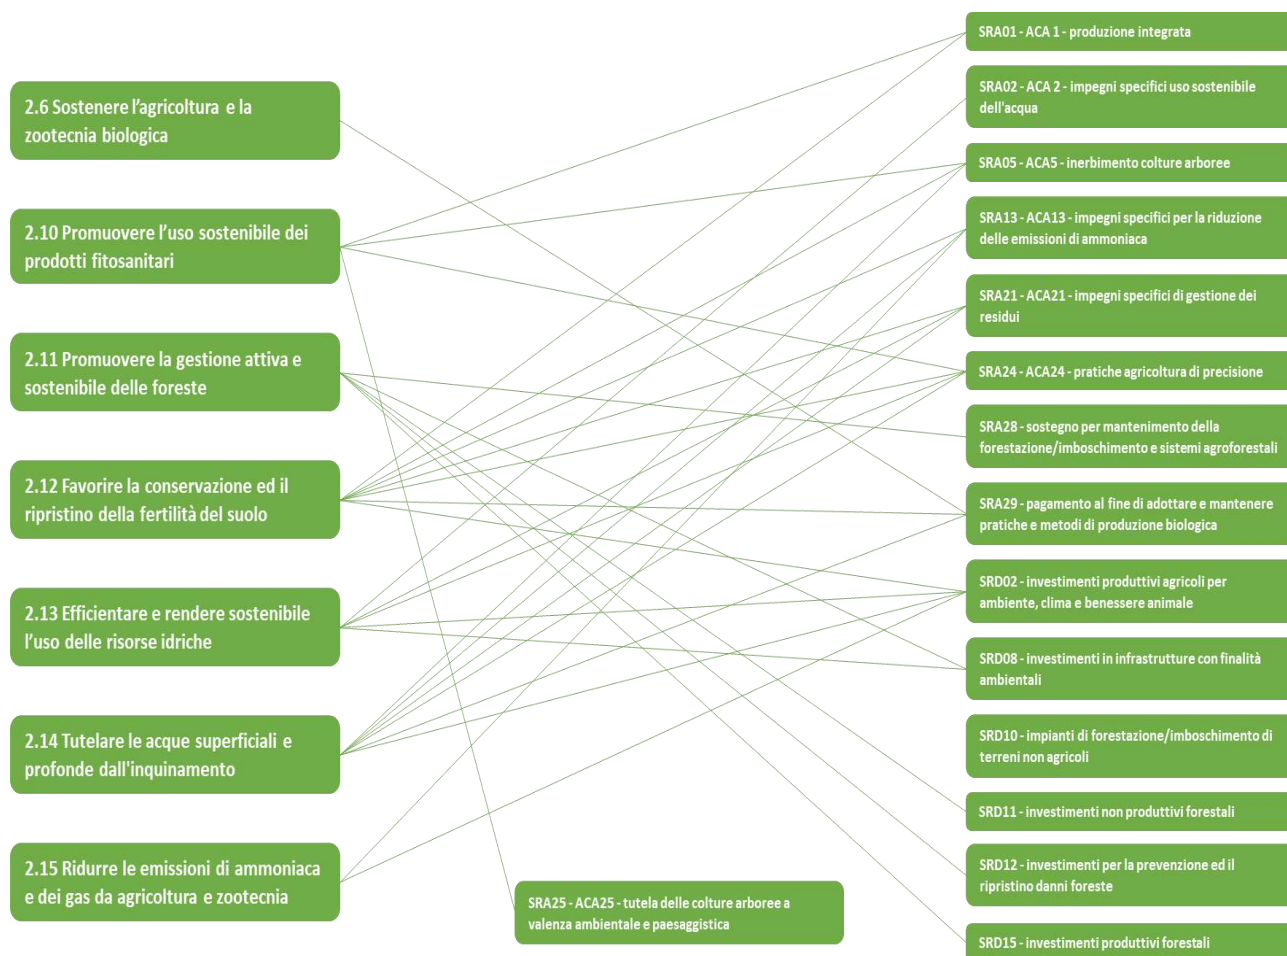 2.6 Sostenere l'agricoltura e la
zootecnia biologica
2.10 Promuovere l'uso sostenibile dei
prodotti fitosanitari
2.11 Promuovere la gestione attiva e
sostenibile delle foreste
2.12 Favorire la conservazione ed il
ripristino della fertilità del suolo
2.13 Efficientare e rendere sostenibile
l'uso delle risorse idriche
2.14 Tutelare le acque superficiali e
profonde dall'inquinamento
2.15 Ridurre le emissioni di ammoniaca
e dei gas da agricoltura e zootecnia
SRA25 - ACA25 - tutela delle colture arboree a
valenza ambientale e paesaggistica
SRA01 - ACA 1 - produzione integrata
SRA02 - ACA 2 - impegni specifici uso sostenibile
dell'acqua
SRA05 - ACA5 - inerbimento colture arboree
SRA13 - ACA13 - impegni specifici per la riduzione
delle emissioni di ammoniaca
SRA21 - ACA21 - impegni specifici di gestione dei
residui
SRA24 - ACA24 - pratiche agricoltura di precisione
SRA28 - sostegno per mantenimento della
forestazione/imboschimento e sistemi agroforestali
SRA29 - pagamento al fine di adottare e mantenere
pratiche e metodi di produzione biologica
SRD02 - investimenti produttivi agricoli per
ambiente, clima e benessere animale
SRD08 - investimenti in infrastrutture con finalità
ambientali
SRD10 - impianti di forestazione/imboschimento di
terreni non agricoli
SRD11 - investimenti non produttivi forestali
SRD12 - investimenti per la prevenzione ed il
ripristino danni foreste
SRD15 - investimenti produttivi forestali